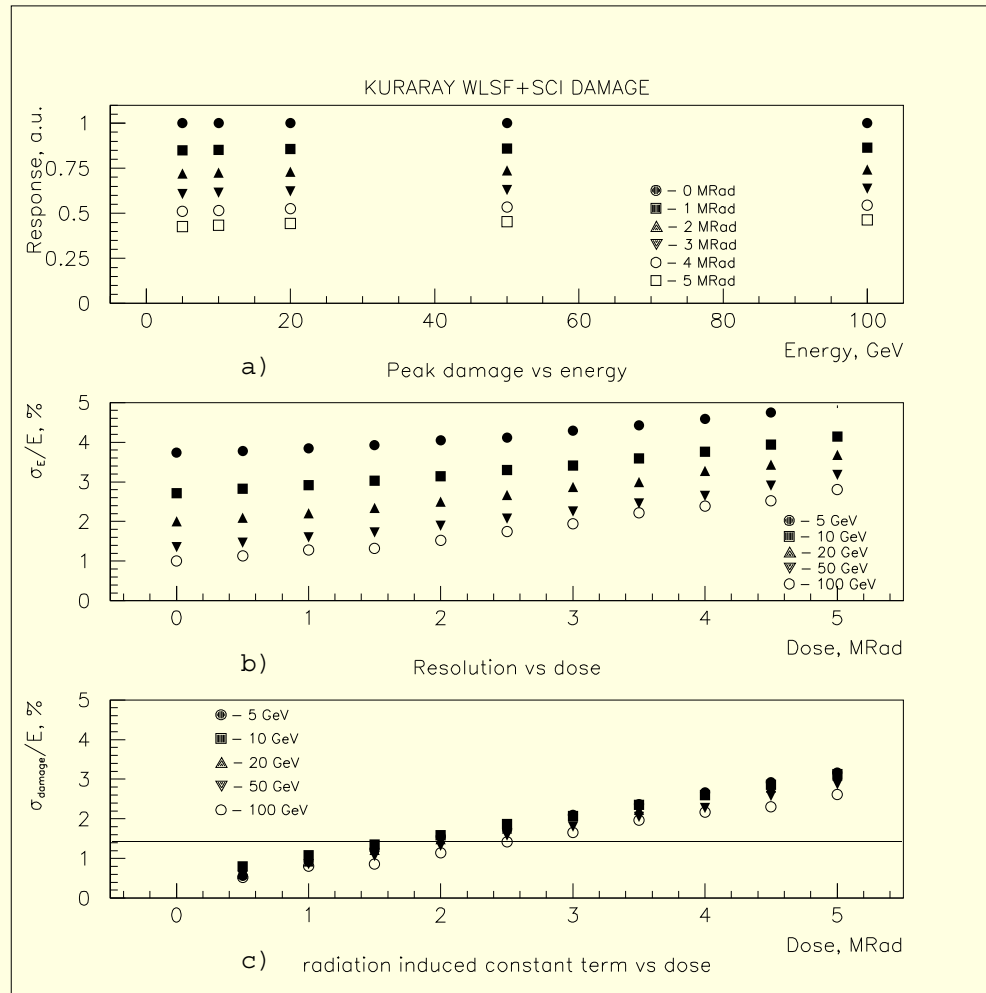 KURARAY WLSF+SCI DAMAGE
Response, a.u.
1
0.75
0.5
0.25
0
– 0 MRad
– 1 MRad
– 2 MRad
– 3 MRad
– 4 MRad
– 5 MRad
0 20 40 60 80 100
Energy, GeV
a) Peak damage vs energy
σE/E, %
5
4
3
2
1
0
– 5 GeV
– 10 GeV
– 20 GeV
– 50 GeV
– 100 GeV
0 1 2 3 4 5
Dose, MRad
b) Resolution vs dose
σdamage/E, %
5
4
3
2
1
0
– 5 GeV
– 10 GeV
– 20 GeV
– 50 GeV
– 100 GeV
0 1 2 3 4 5
Dose, MRad
c) radiation induced constant term vs dose